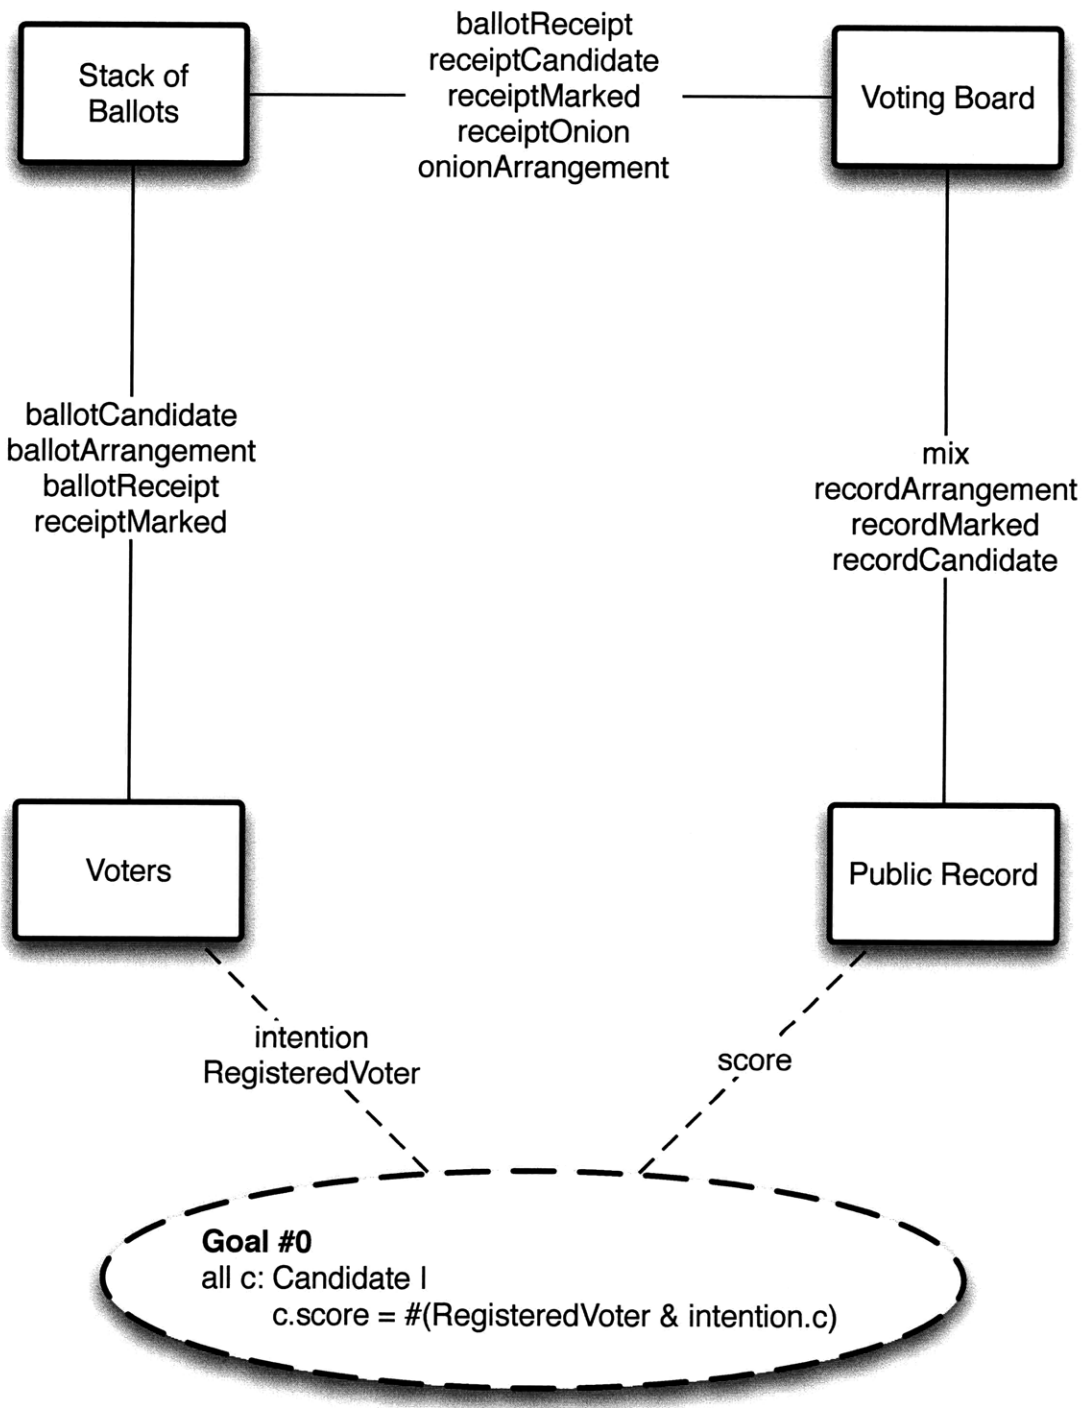 Stack of
Ballots
ballotReceipt
receiptCandidate
receiptMarked
receiptOnion
onionArrangement
Voting Board
ballotCandidate
ballotArrangement
ballotReceipt
receiptMarked
mix
recordArrangement
recordMarked
recordCandidate
Voters
Public Record
intention
RegisteredVoter
score
Goal #0
all c: Candidate |
c.score = #(RegisteredVoter & intention.c)